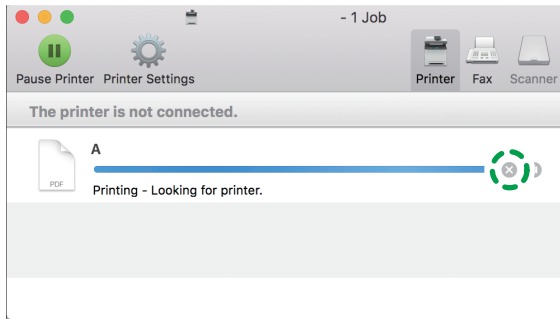 - 1 Job
Pause Printer Printer Settings Printer Fax Scanner
The printer is not connected.
A
PDF
Printing - Looking for printer.